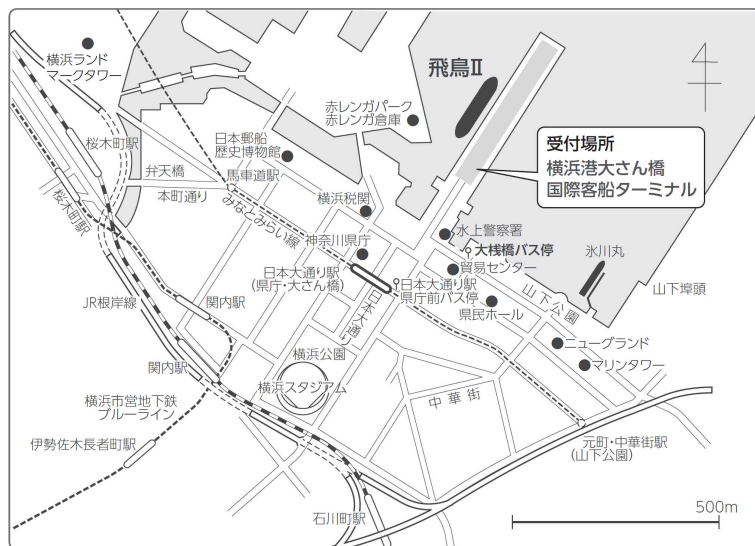 横浜ランド
マークタワー
飛鳥Ⅱ
赤レンガパーク
赤レンガ倉庫
受付場所
横浜港大さん橋
国際客船ターミナル
桜木町駅
日本郵船
歴史博物館
弁天橋
馬車道駅
本町通り
桜木町駅
みなとみらい線
横浜税関
水上警察署
大桟橋バス停
氷川丸
神奈川県庁
貿易センター
日本大通り駅
(県庁・大さん橋)
日本大通り駅
県庁前バス停
山下公園
山下埠頭
JR根岸線
関内駅
日本大通り
県民ホール
横浜公園
ニューグランド
関内駅
横浜スタジアム
マリンタワー
中華街
横浜市営地下鉄
ブルーライン
伊勢佐木長者町駅
元町・中華街駅
(山下公園)
石川町駅
500m